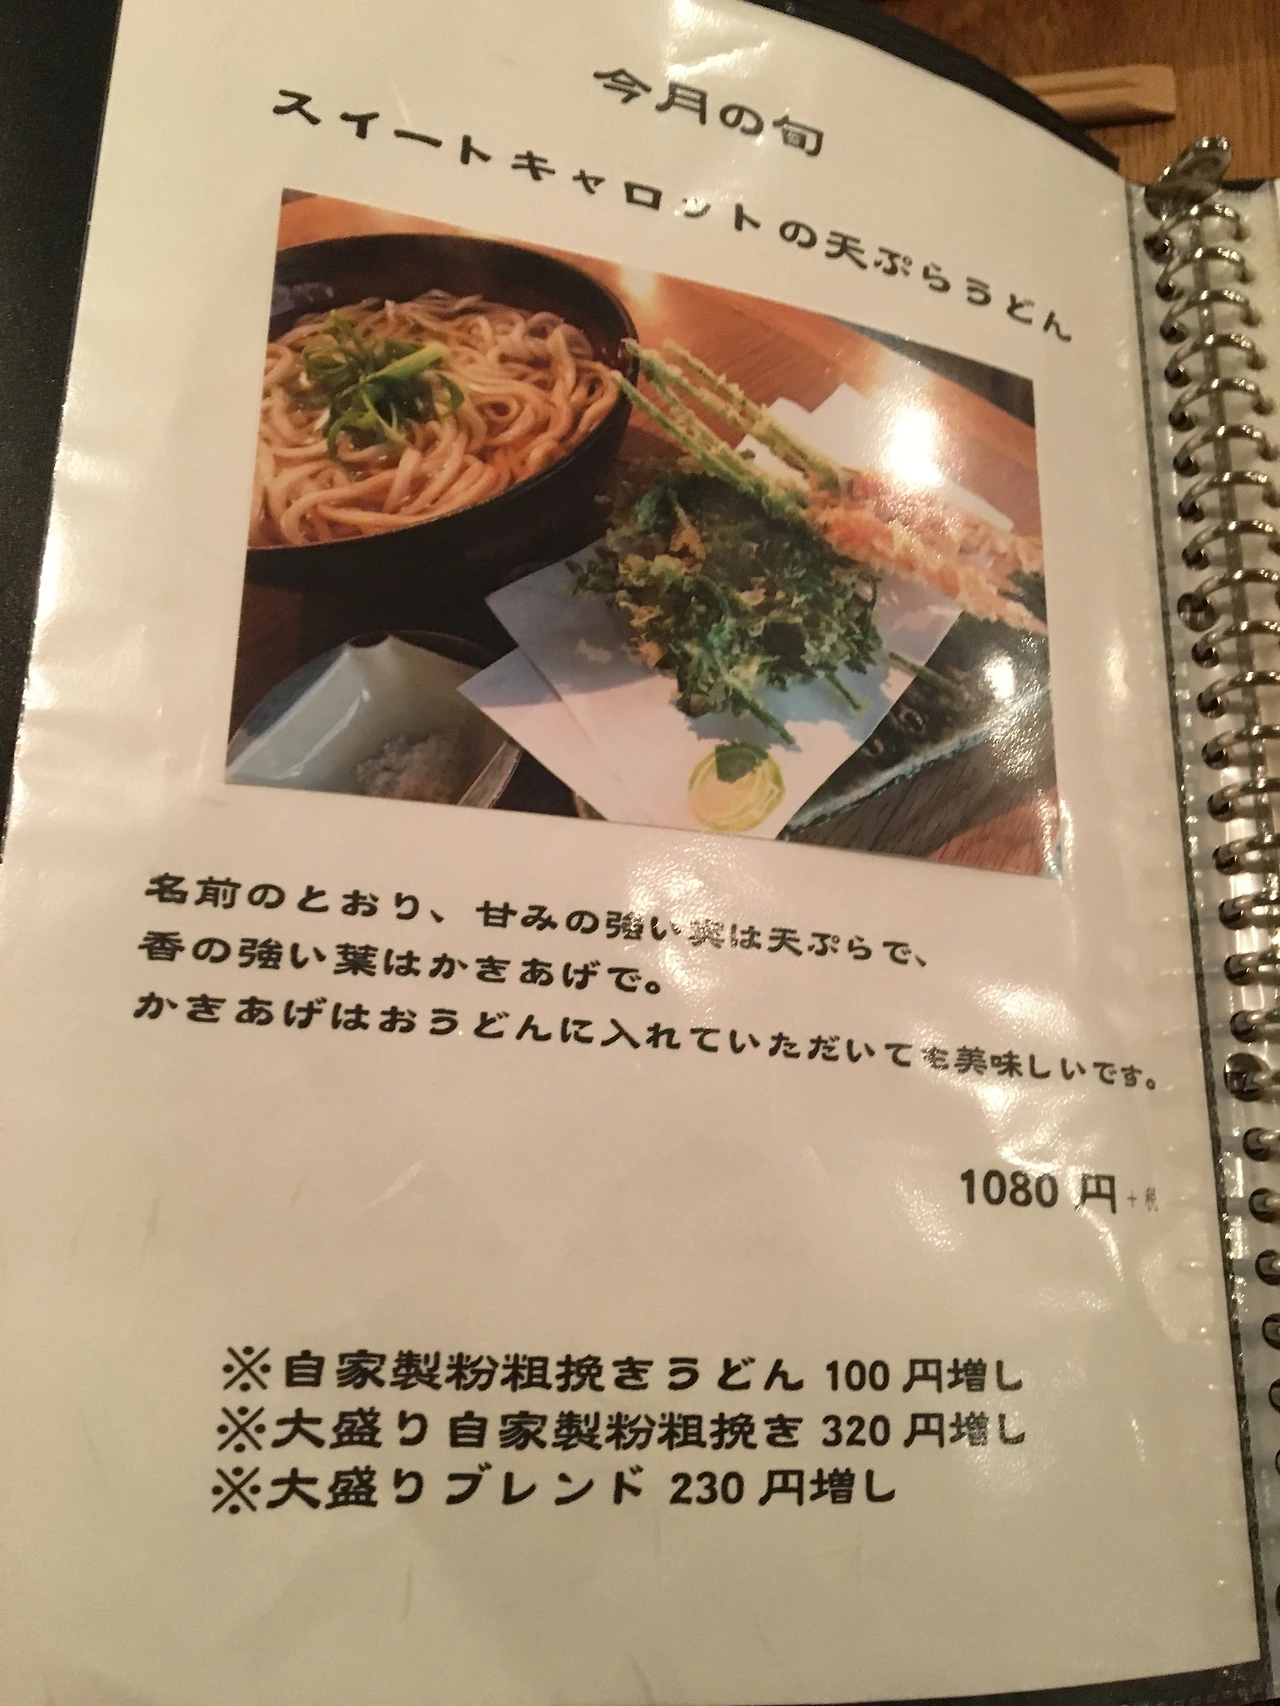 今月の旬
スイートキャロットの天ぷらうどん
名前のとおり、甘みの強い実は天ぷらで、
香の強い葉はかきあげで。
かきあげはおうどんに入れていただいても美味しいです。
1080 円 + 税
※自家製粉粗挽きうどん 100 円増し
※大盛り自家製粉粗挽き 320 円増し
※大盛りブレンド 230 円増し